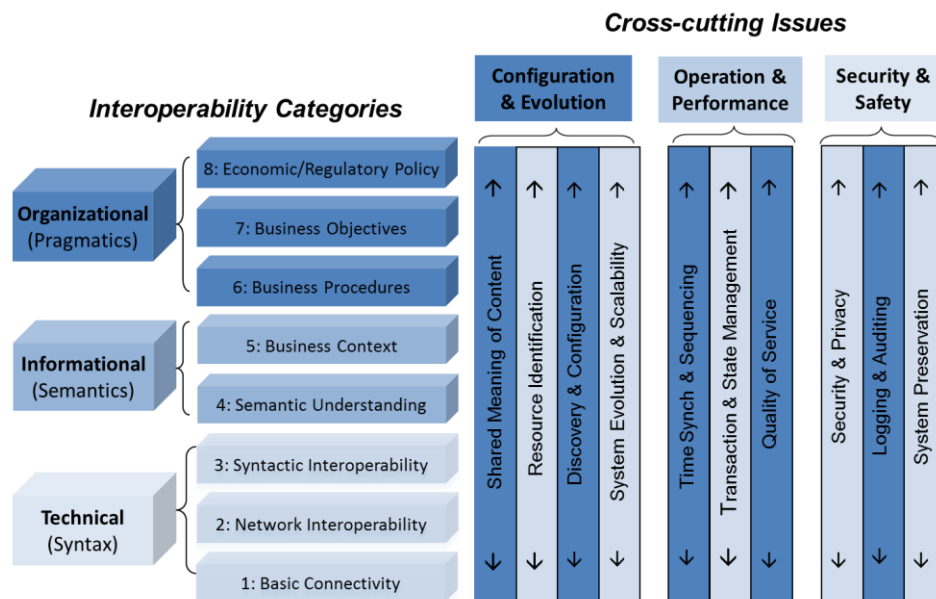 Cross-cutting Issues
Configuration
& Evolution
Operation &
Performance
Security &
Safety
Interoperability Categories
Organizational
(Pragmatics)
8: Economic/Regulatory Policy
7: Business Objectives
6: Business Procedures
Informational
(Semantics)
5: Business Context
4: Semantic Understanding
Technical
(Syntax)
3: Syntactic Interoperability
2: Network Interoperability
1: Basic Connectivity
Shared Meaning of Content
Resource Identification
Discovery & Configuration
System Evolution & Scalability
Time Synch & Sequencing
Transaction & State Management
Quality of Service
Security & Privacy
Logging & Auditing
System Preservation